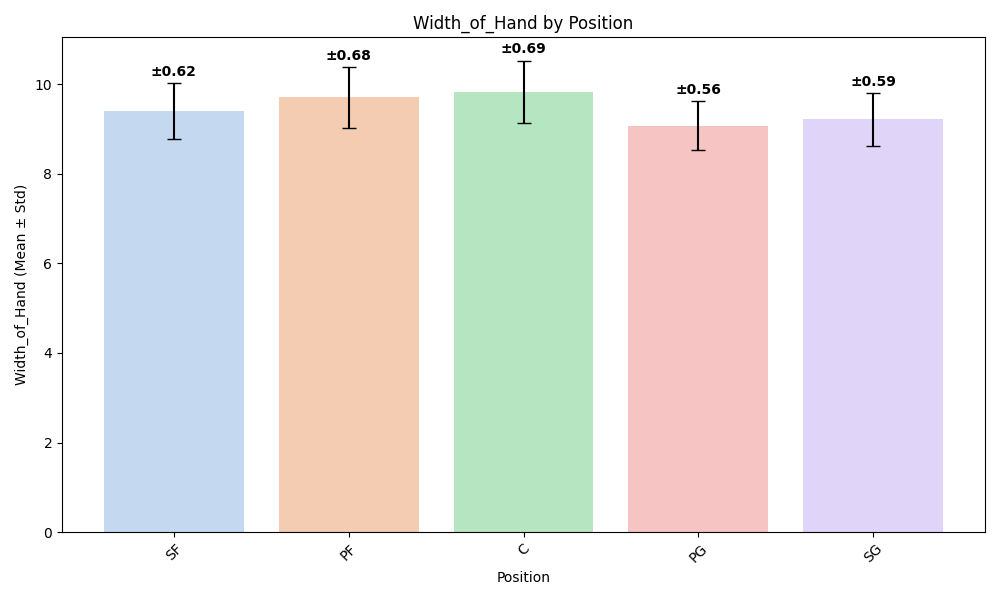 Width_of_Hand by Position
Width_of_Hand (Mean ± Std)
10
8
6
4
2
0
±0.62
±0.68
±0.69
±0.56
±0.59
SF
PF
C
PG
SG
Position